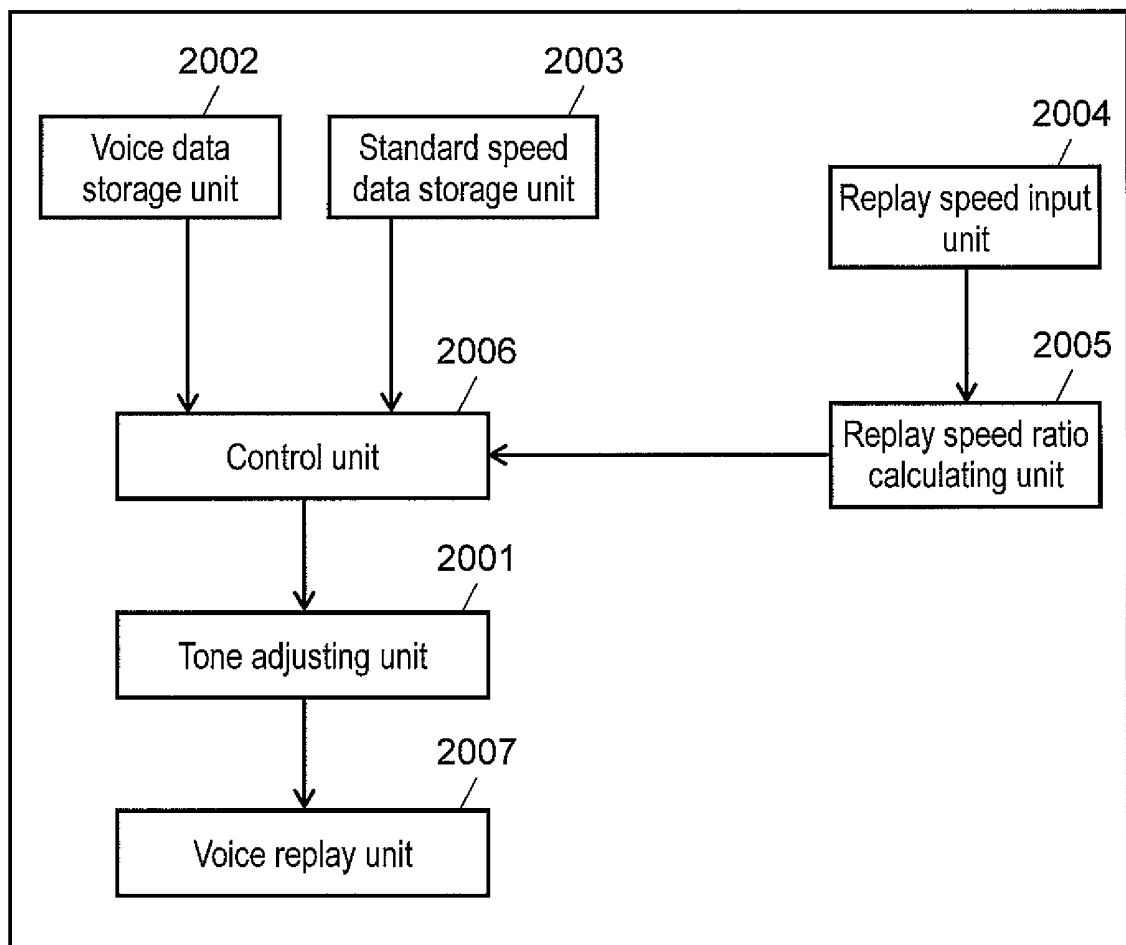 2002
Voice data
storage unit
2003
Standard speed
data storage unit
2004
Replay speed input
unit
2006
Control unit
2005
Replay speed ratio
calculating unit
2001
Tone adjusting unit
2007
Voice replay unit